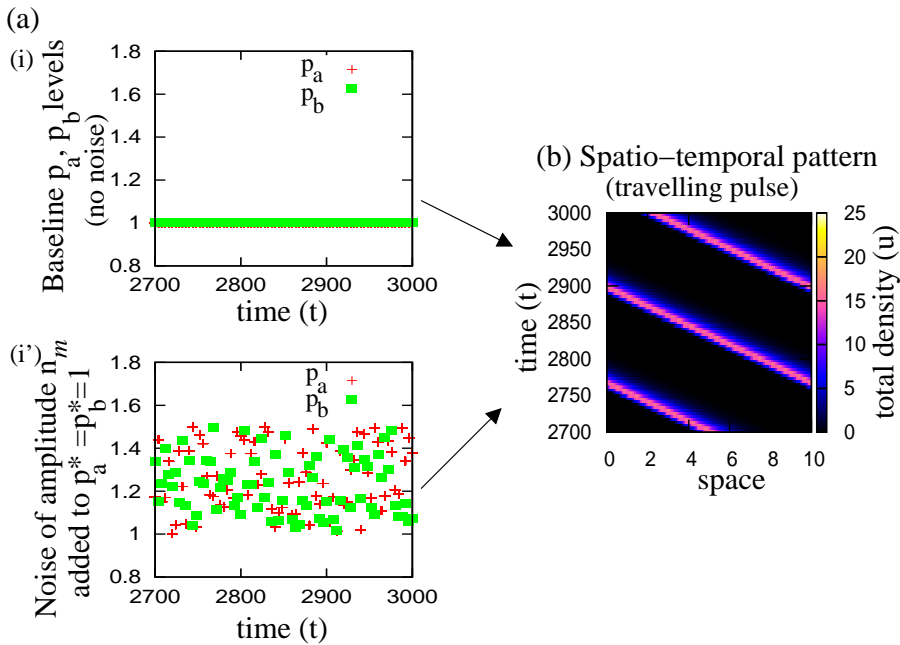 (a)
(i)
Baseline p_a, p_b levels
(no noise)
1.8
1.6
1.4
1.2
1
0.8
p_a
p_b
2700 2800 2900 3000
time (t)
(i')
Noise of amplitude n_m
added to p_a^*=p_b^*=1
1.8
1.6
1.4
1.2
1
0.8
p_a
p_b
2700 2800 2900 3000
time (t)
(b) Spatio−temporal pattern
(travelling pulse)
time (t)
3000
2950
2900
2850
2800
2750
2700
0 2 4 6 8 10
space
25
20
15
10
5
0
total density (u)